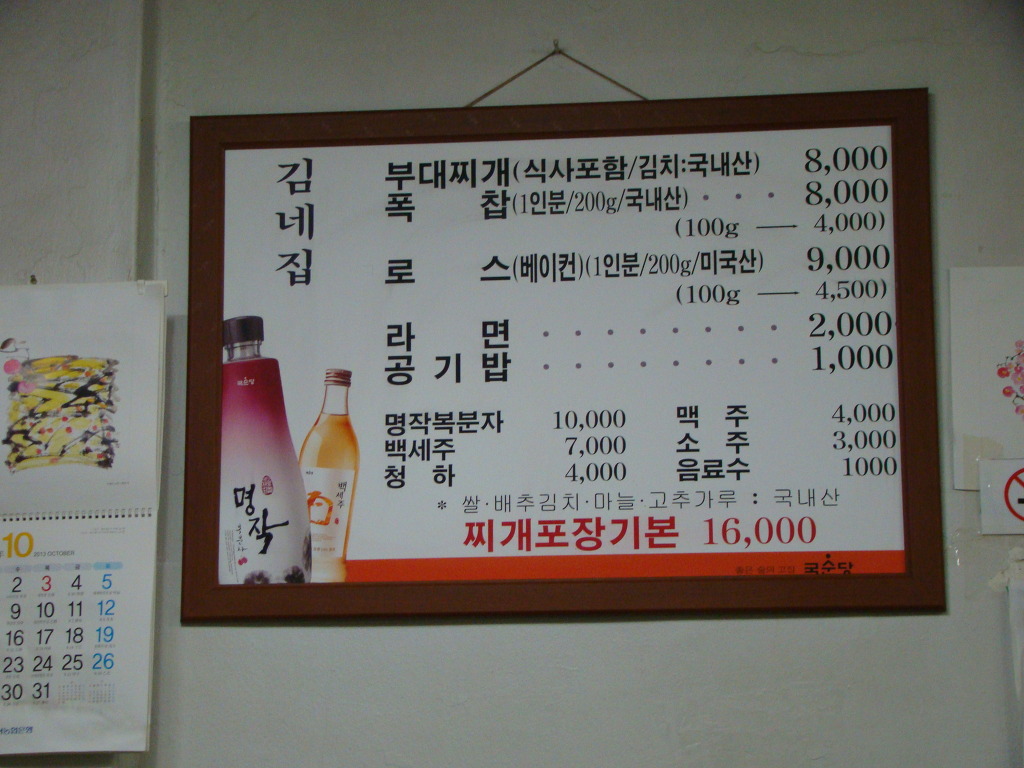 김네집
부대찌개(식사포함/김치:국내산) 8,000
폭 찹(1인분/200g/국내산) · · · 8,000
(100g — 4,000)
로 스(베이컨)(1인분/200g/미국산) 9,000
(100g — 4,500)
라 면 · · · · · · · · 2,000
공 기 밥 · · · · · · · · 1,000
명작복분자 10,000 맥 주 4,000
백세주 7,000 소 주 3,000
청 하 4,000 음료수 1000
* 쌀·배추김치·마늘·고추가루 : 국내산
찌개포장기본 16,000
국순당
명작
백세주
10 2013·OCTOBER
수 목 금 토
2 3 4 5
9 10 11 12
16 17 18 19
23 24 25 26
30 31